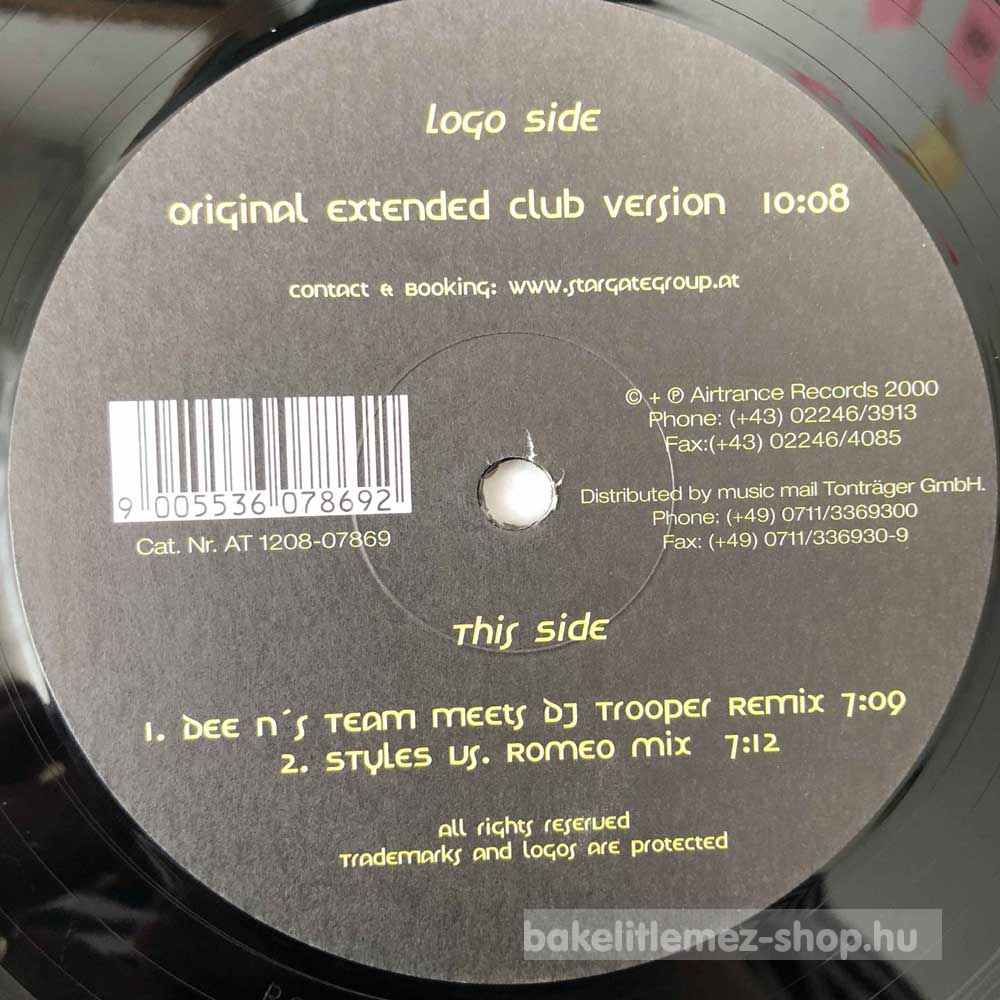 Logo Side
Original Extended Club Version 10:08
Contact & Booking: www.stargategroup.at
© + ℗ Airtrance Records 2000
Phone: (+43) 02246/3913
Fax:(+43) 02246/4085
9 005536 078692
Cat. Nr. AT 1208-07869
Distributed by music mail Tonträger GmbH.
Phone: (+49) 0711/3369300
Fax: (+49) 0711/336930-9
This Side
1. Dee N´s Team meets DJ Trooper Remix 7:09
2. Styles vs. Romeo Mix 7:12
All rights reserved
Trademarks and logos are protected
bakelitlemez-shop.hu